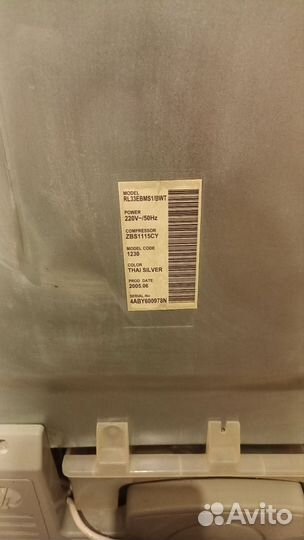 MODEL
RL33EBMS1/BWT
POWER
220V~/50Hz
COMPRESSOR
ZBS1115CY
MODEL CODE
1230
COLOR
THAI SILVER
PROD DATE
2005.06
SERIAL No
4ABY600978N
Avito